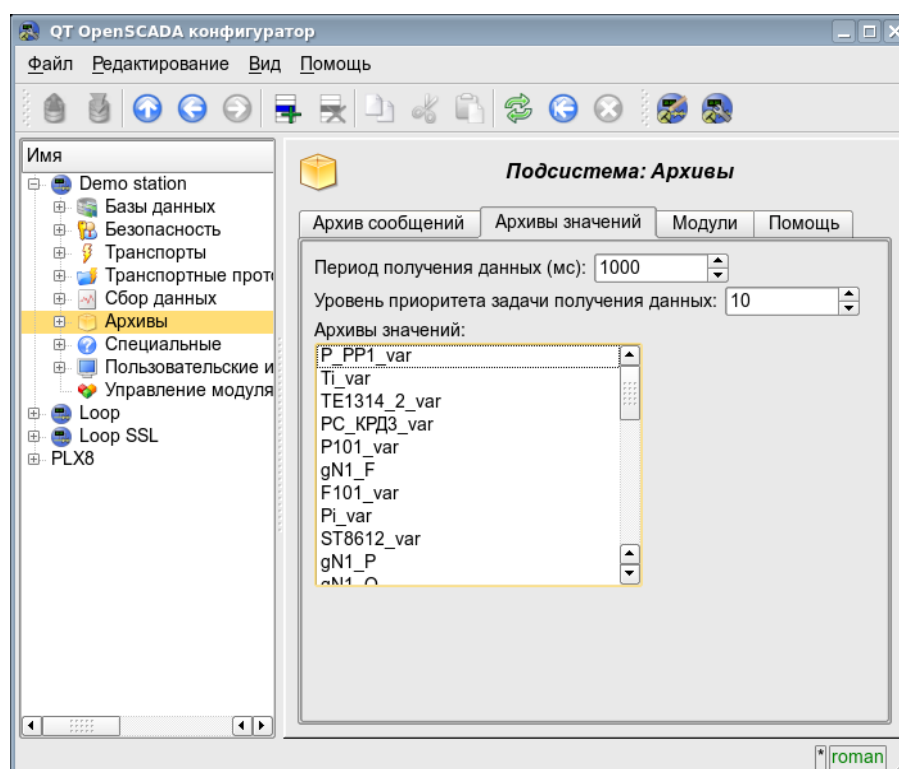 QT OpenSCADA конфигуратор
Файл Редактирование Вид Помощь
Имя
Demo station
Базы данных
Безопасность
Транспорты
Транспортные прот
Сбор данных
Архивы
Специальные
Пользовательские и
Управление модуля
Loop
Loop SSL
PLX8
Подсистема: Архивы
Архив сообщений Архивы значений Модули Помощь
Период получения данных (мс): 1000
Уровень приоритета задачи получения данных: 10
Архивы значений:
P_PP1_var
Ti_var
TE1314_2_var
PC_КРД3_var
P101_var
gN1_F
F101_var
Pi_var
ST8612_var
gN1_P
* roman